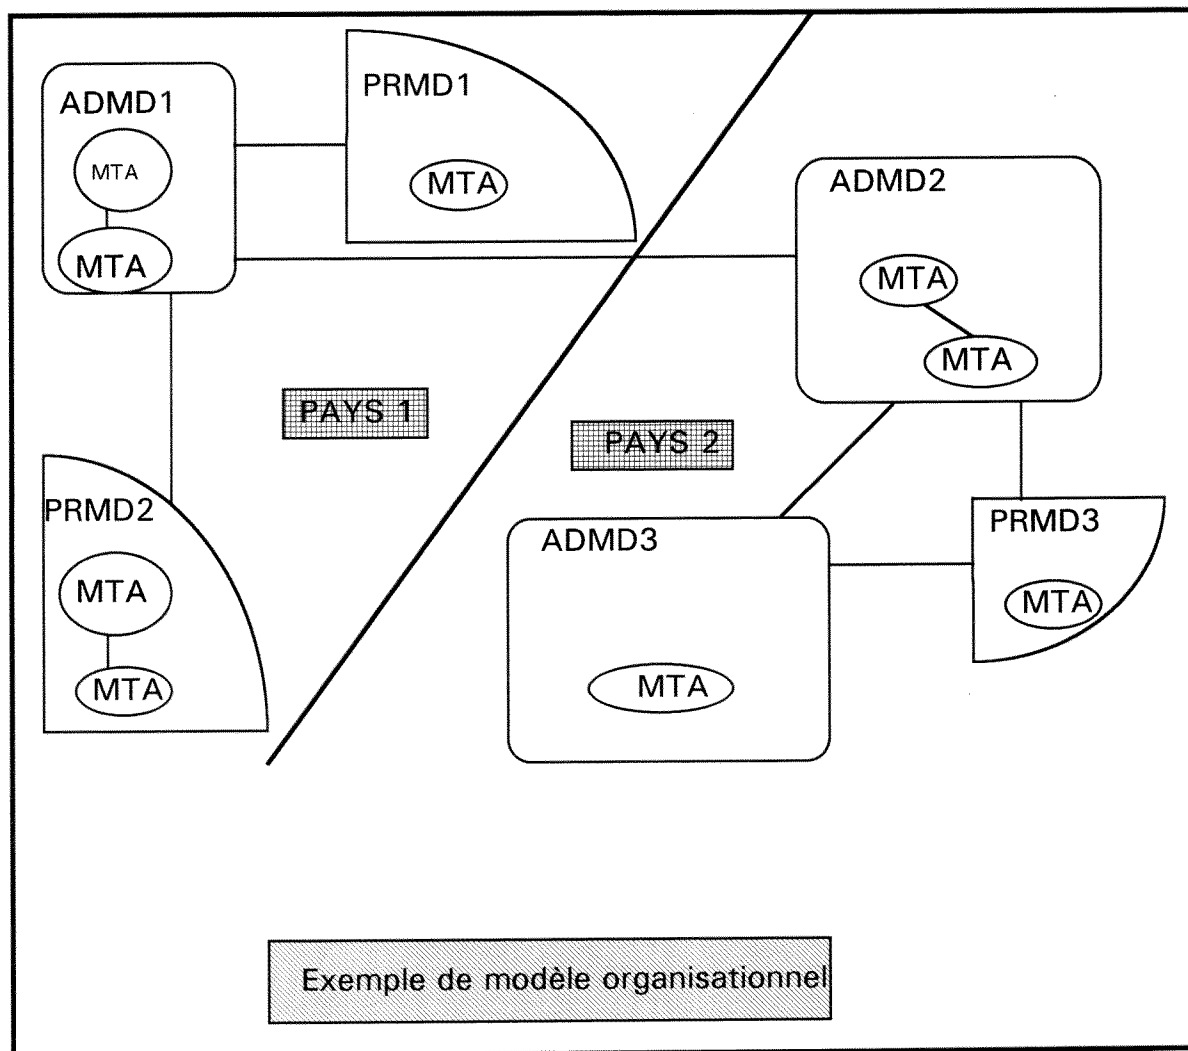 ADMD1
MTA
MTA
PRMD1
MTA
ADMD2
MTA
MTA
PAYS 1
PAYS 2
PRMD2
MTA
MTA
ADMD3
MTA
PRMD3
MTA
Exemple de modèle organisationnel